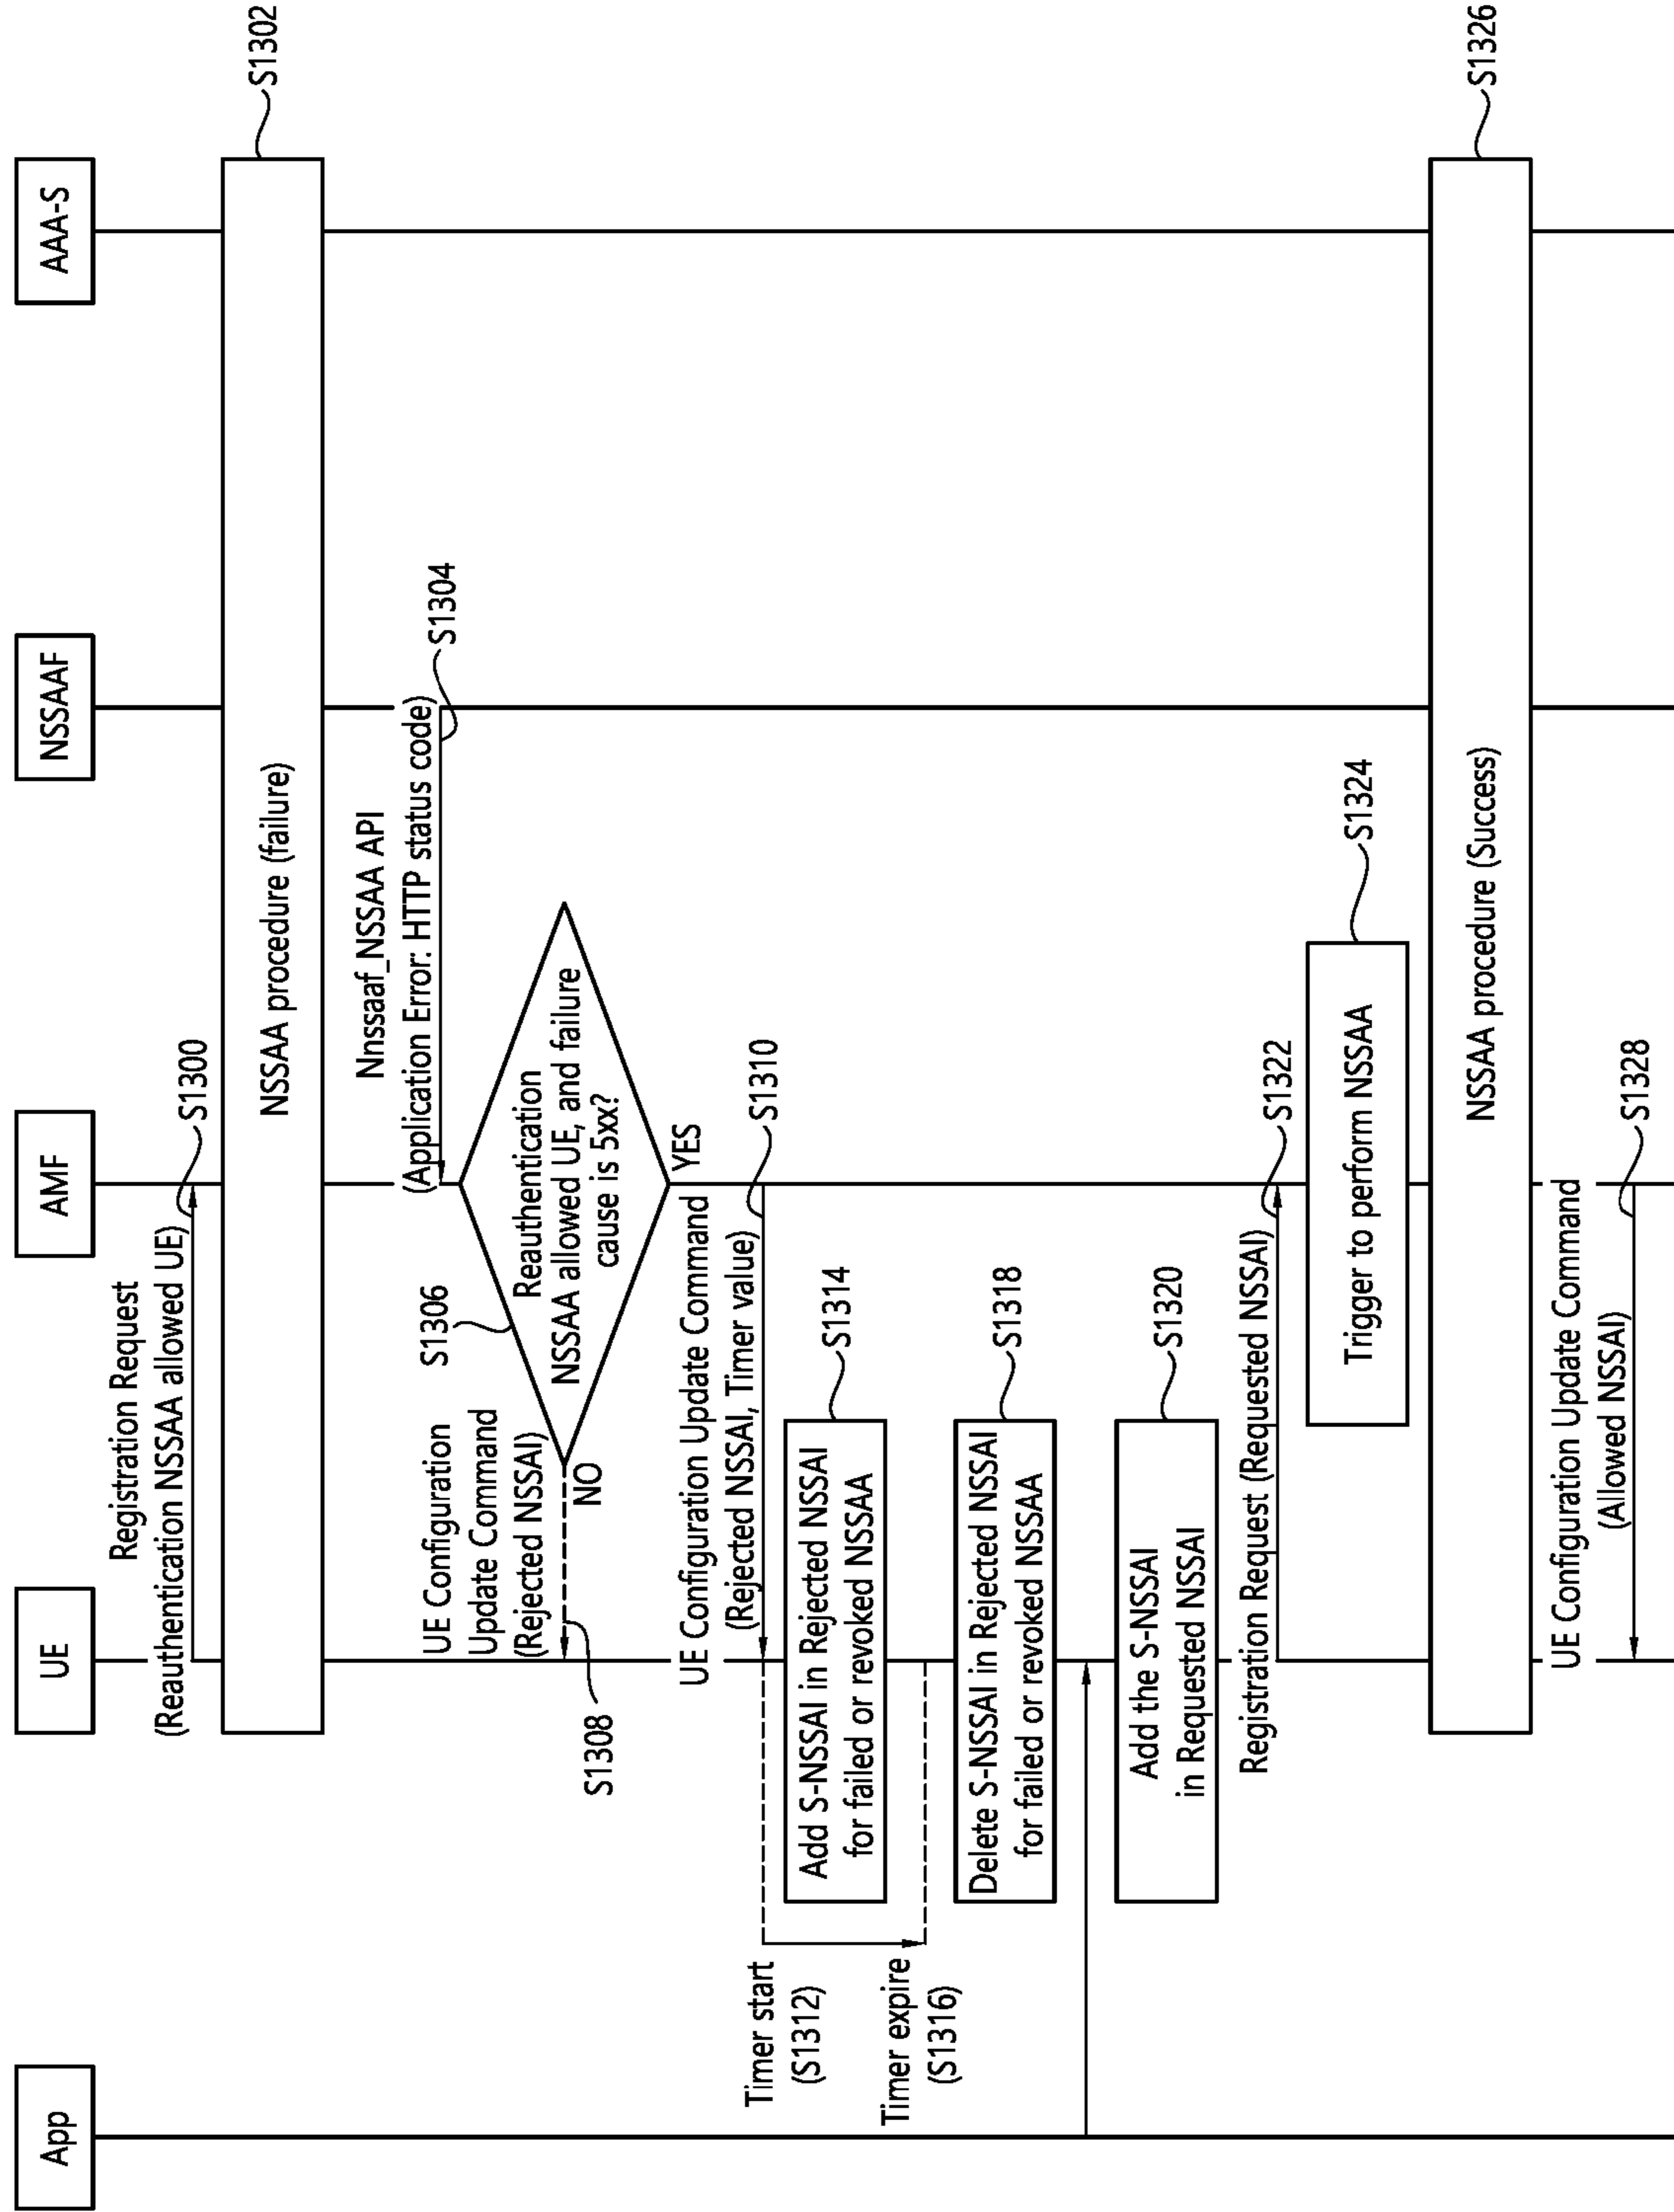 App
UE
AMF
NSSAAF
AAA-S
Registration Request
(Reauthentication NSSAA allowed UE)
S1300
NSSAA procedure (failure)
S1302
Nnssaaf_NSSAA API
(Application Error: HTTP status code)
S1304
S1306
Reauthentication
NSSAA allowed UE, and failure
cause is 5xx?
UE Configuration
Update Command
(Rejected NSSAI)
NO
S1308
YES
UE Configuration Update Command
(Rejected NSSAI, Timer value)
S1310
Timer start
(S1312)
Add S-NSSAI in Rejected NSSAI
for failed or revoked NSSAA
S1314
Timer expire
(S1316)
Delete S-NSSAI in Rejected NSSAI
for failed or revoked NSSAA
S1318
Add the S-NSSAI
in Requested NSSAI
S1320
Registration Request (Requested NSSAI)
S1322
Trigger to perform NSSAA
S1324
NSSAA procedure (Success)
S1326
UE Configuration Update Command
(Allowed NSSAI)
S1328